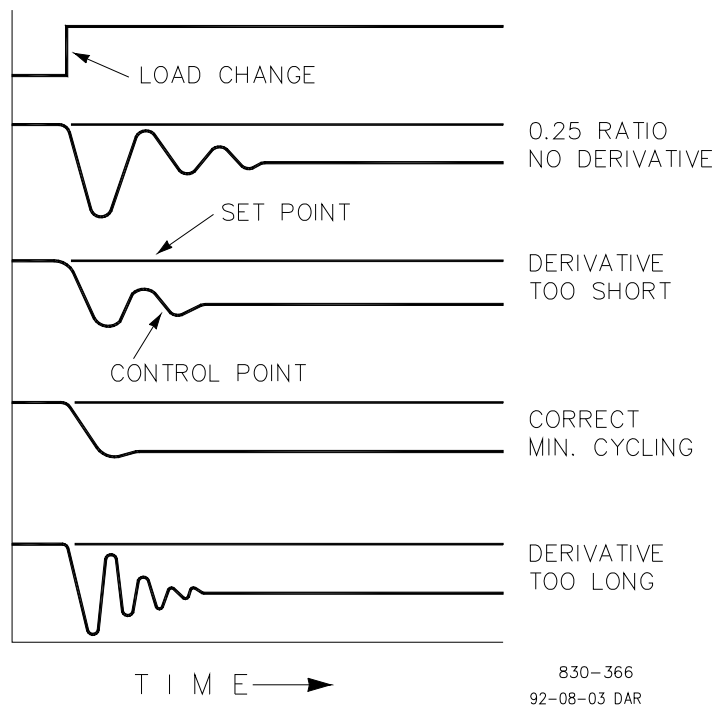 LOAD CHANGE
0.25 RATIO
NO DERIVATIVE
SET POINT
DERIVATIVE
TOO SHORT
CONTROL POINT
CORRECT
MIN. CYCLING
DERIVATIVE
TOO LONG
TIME
830-366
92-08-03 DAR